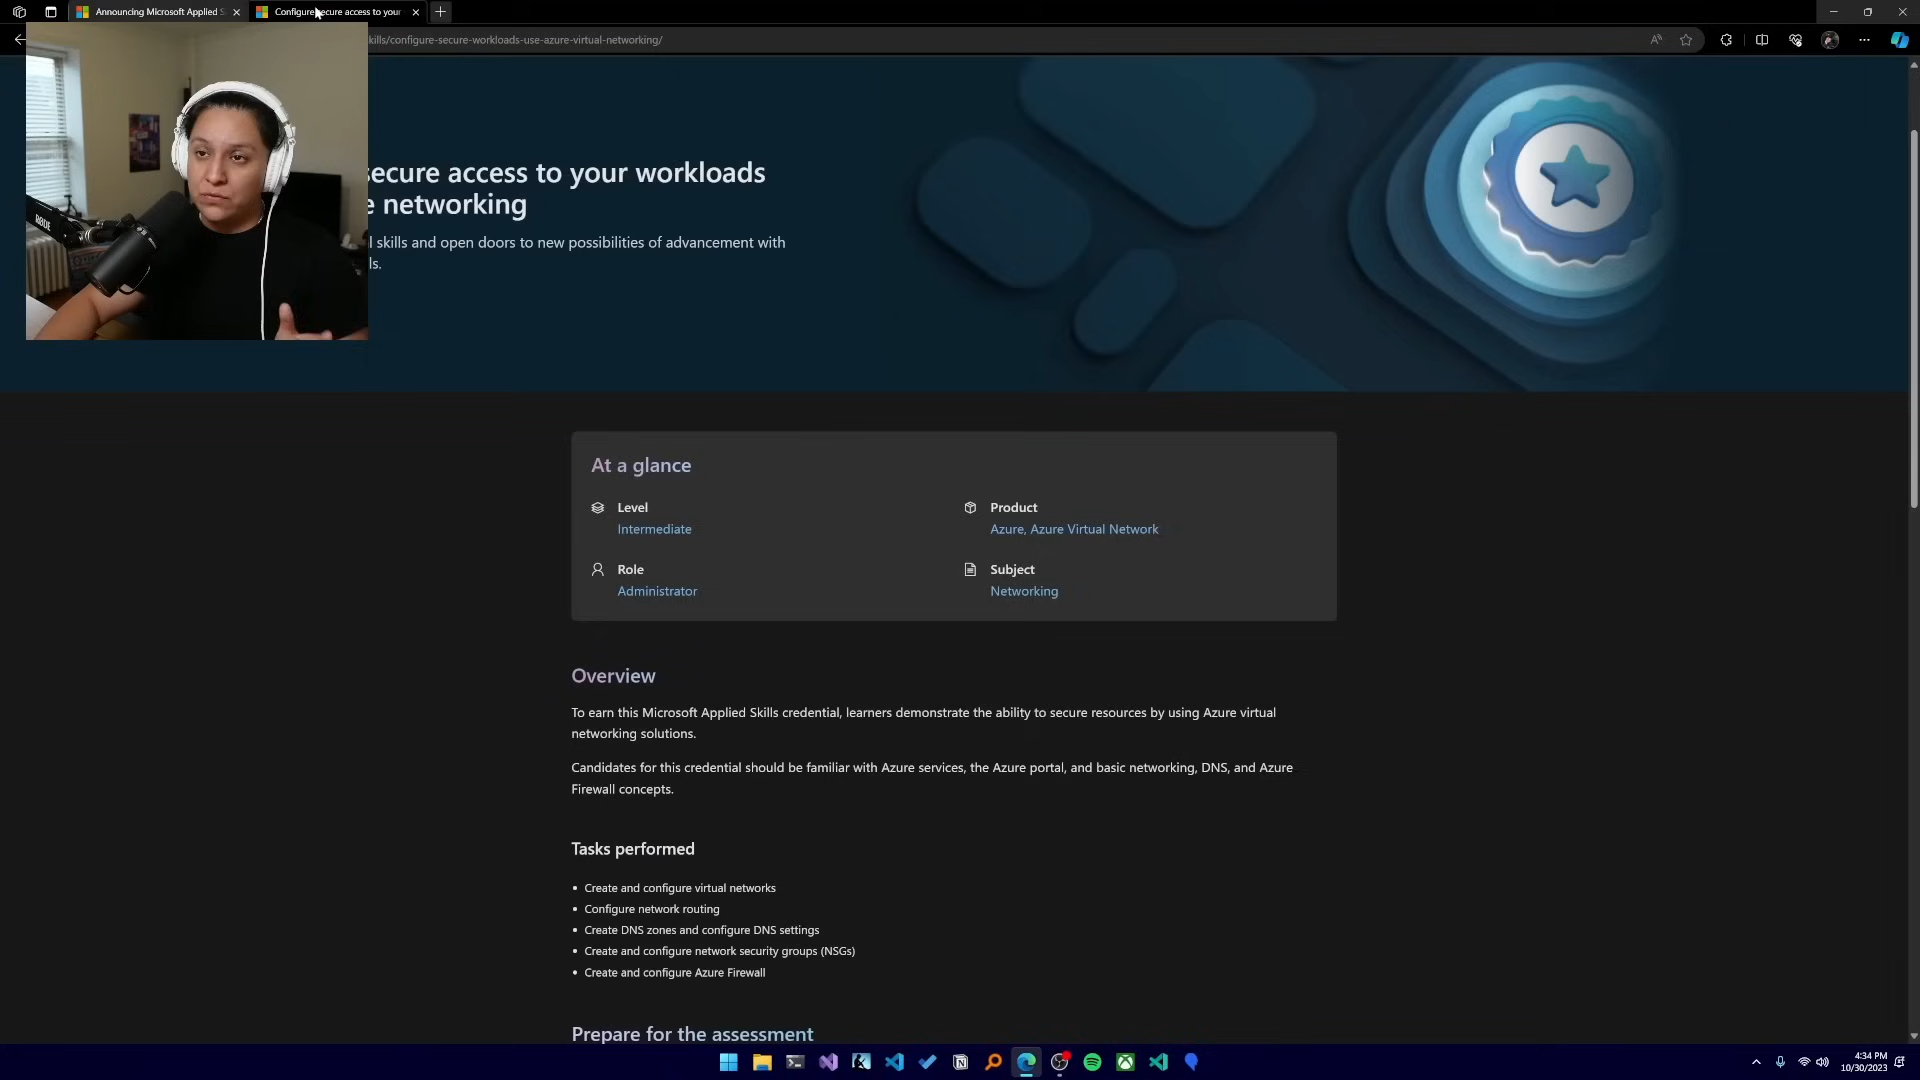 Announcing Microsoft Applied S
Configure secure access to your
kills/configure-secure-workloads-use-azure-virtual-networking/
RØDE
secure access to your workloads
e networking
l skills and open doors to new possibilities of advancement with
ls.
At a glance
Level
Intermediate
Product
Azure, Azure Virtual Network
Role
Administrator
Subject
Networking
Overview
To earn this Microsoft Applied Skills credential, learners demonstrate the ability to secure resources by using Azure virtual
networking solutions.
Candidates for this credential should be familiar with Azure services, the Azure portal, and basic networking, DNS, and Azure
Firewall concepts.
Tasks performed
• Create and configure virtual networks
• Configure network routing
• Create DNS zones and configure DNS settings
• Create and configure network security groups (NSGs)
• Create and configure Azure Firewall
Prepare for the assessment
4:34 PM
10/30/2023